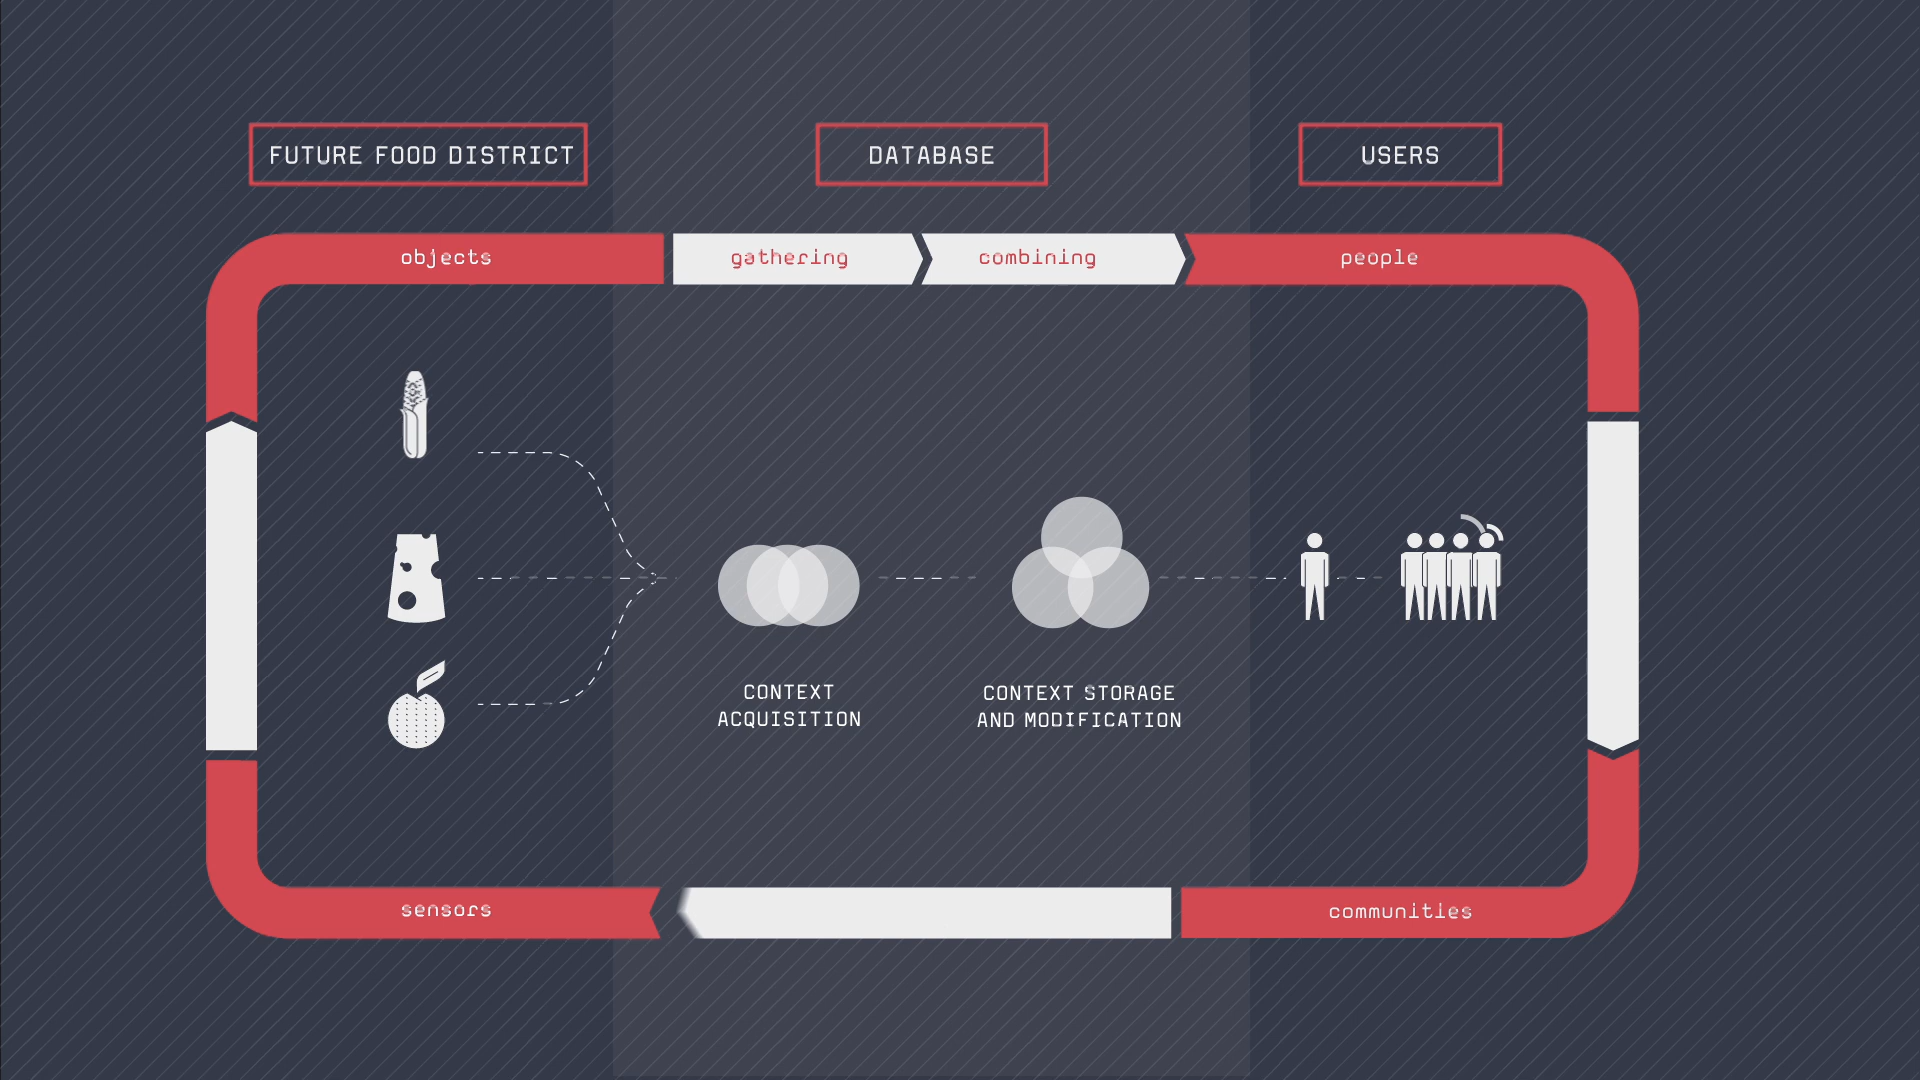 FUTURE FOOD DISTRICT
DATABASE
USERS
objects
gathering
combining
people
CONTEXT
ACQUISITION
CONTEXT STORAGE
AND MODIFICATION
sensors
communities